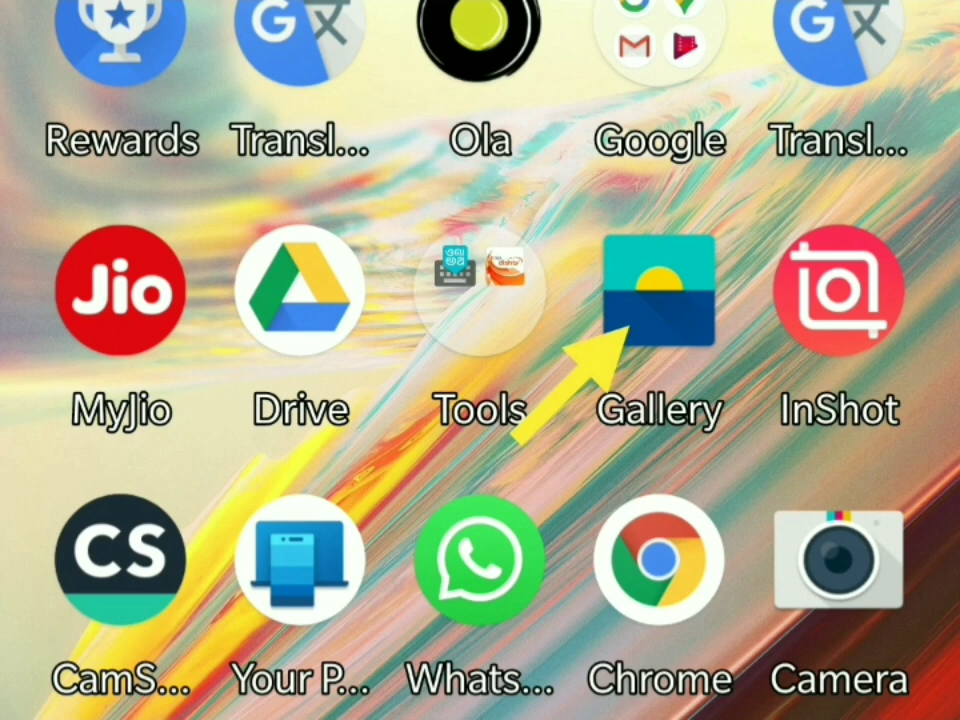 Rewards Transl... Ola Google Transl...
Jio
MyJio Drive Tools Gallery InShot
CS
CamS... Your P... Whats... Chrome Camera